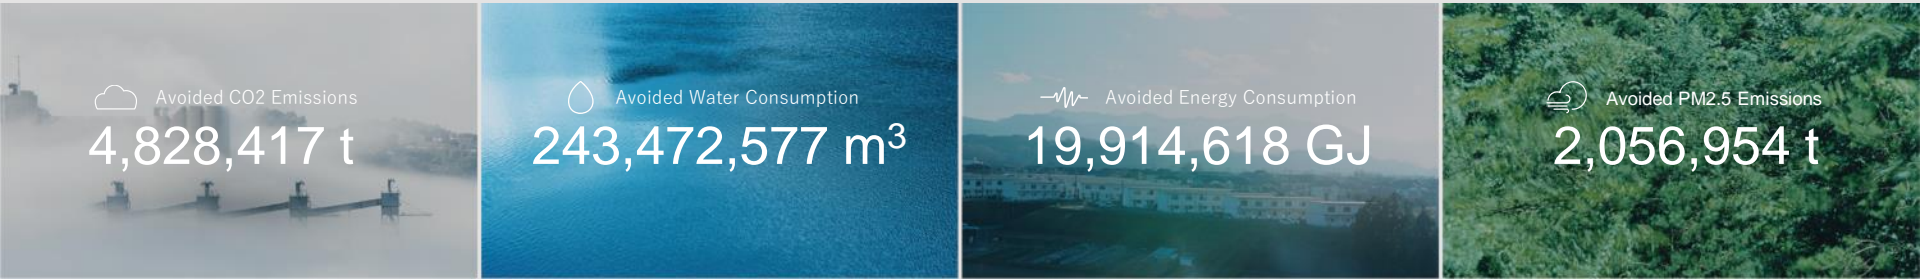 Avoided CO2 Emissions
4,828,417 t
Avoided Water Consumption
243,472,577 m³
Avoided Energy Consumption
19,914,618 GJ
Avoided PM2.5 Emissions
2,056,954 t